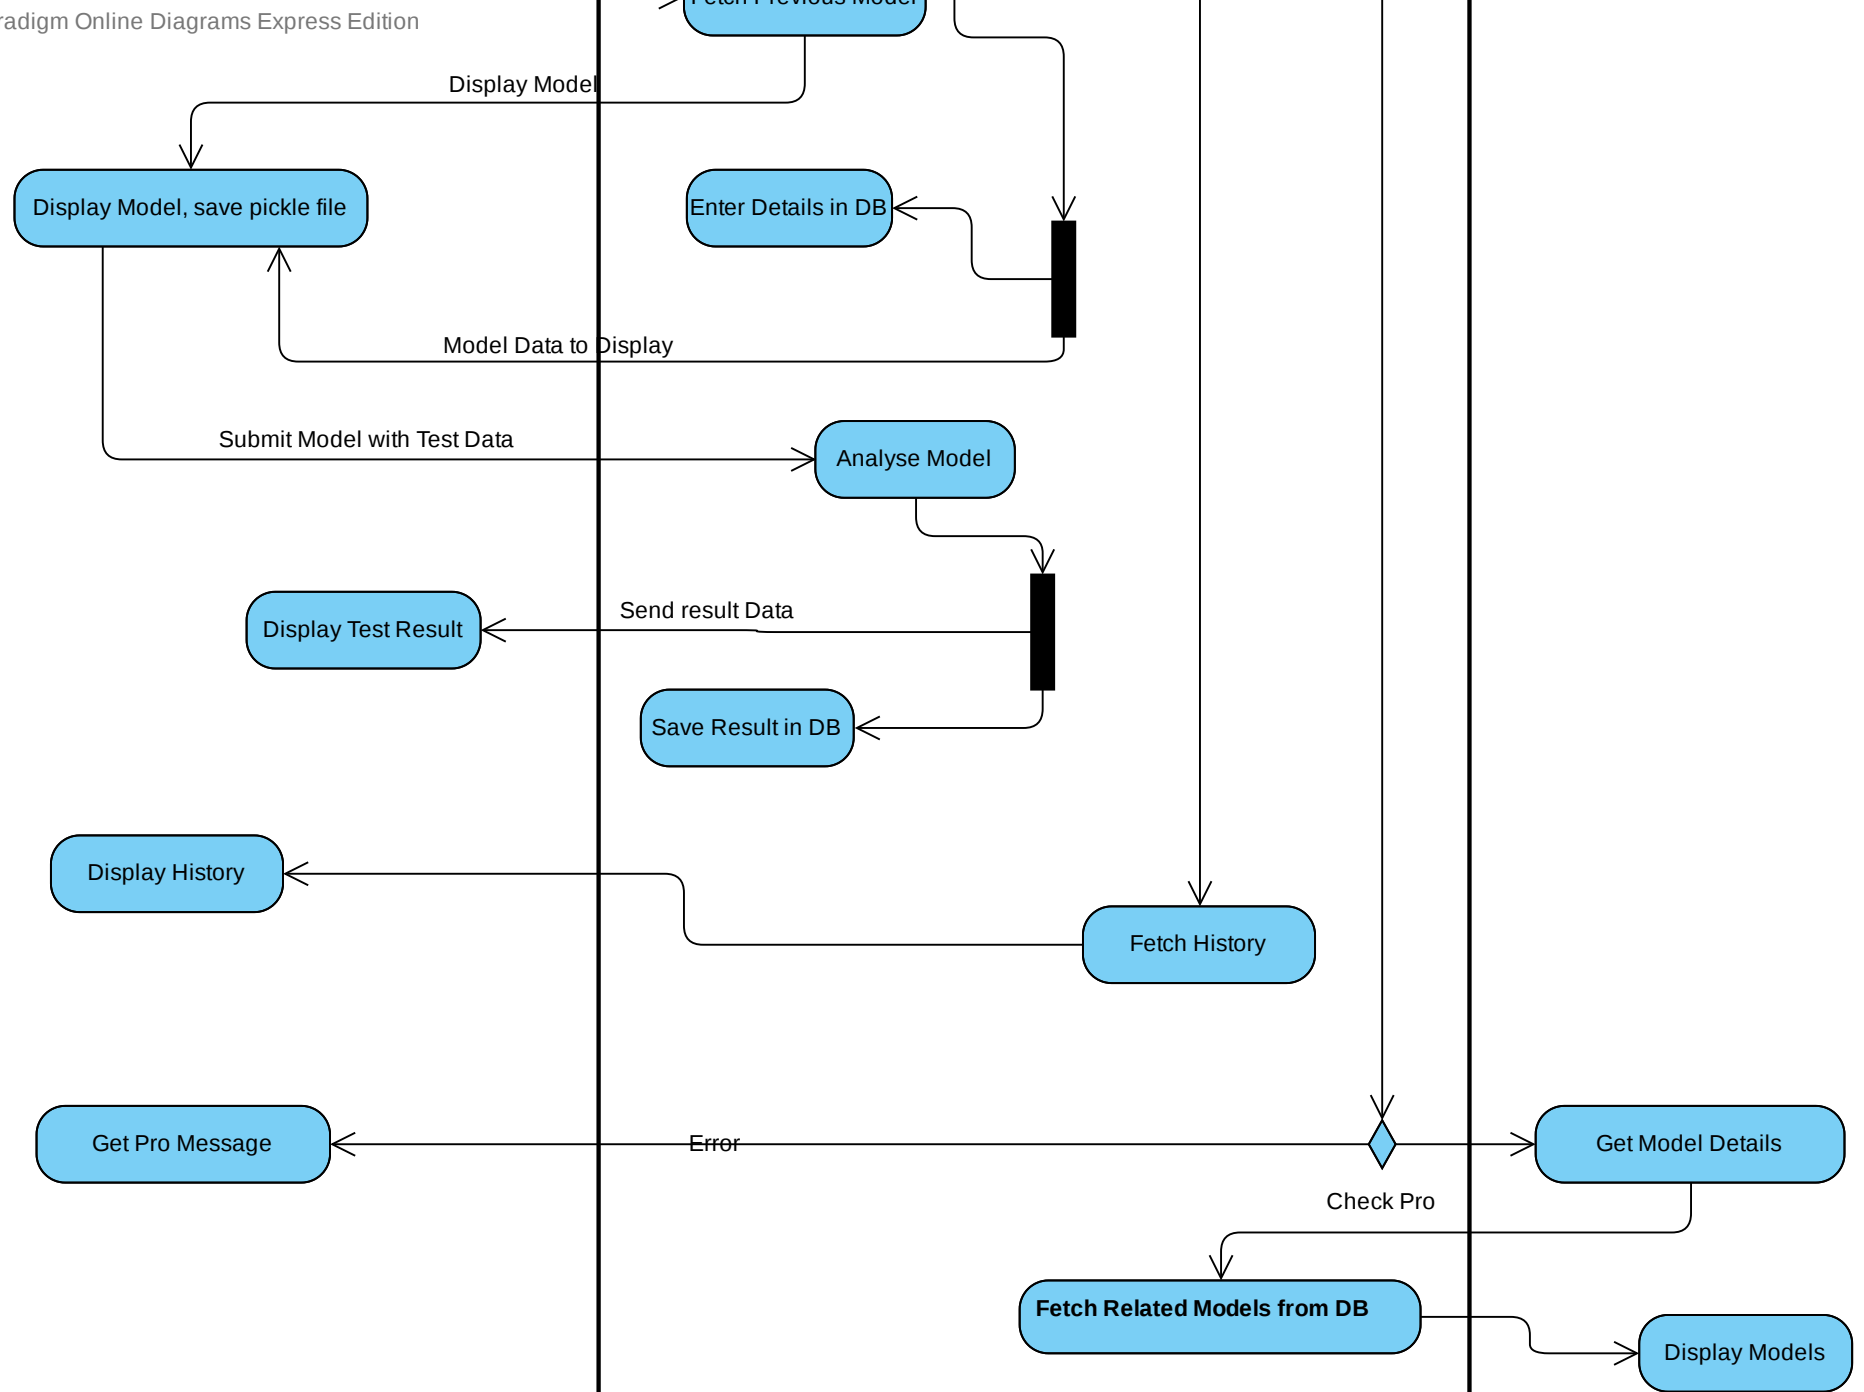 Fetch Previous Model
radigm Online Diagrams Express Edition
Display Model
Display Model, save pickle file
Enter Details in DB
Model Data to Display
Submit Model with Test Data
Analyse Model
Send result Data
Display Test Result
Save Result in DB
Display History
Fetch History
Get Pro Message
Error
Get Model Details
Check Pro
Fetch Related Models from DB
Display Models